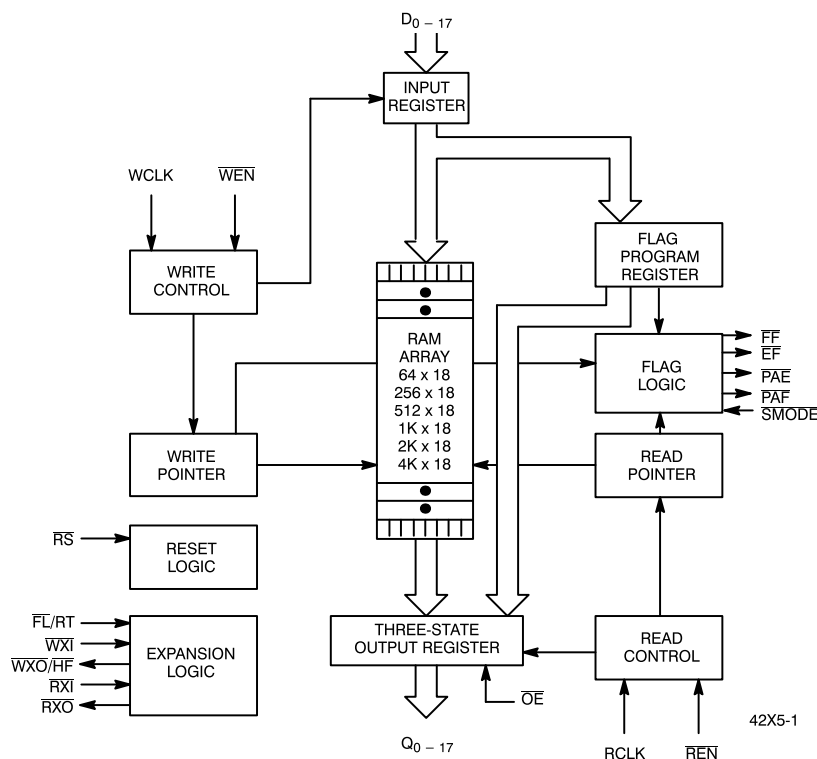 D0 – 17
INPUT
REGISTER
WCLK
WEN
WRITE
CONTROL
FLAG
PROGRAM
REGISTER
RAM
ARRAY
64 x 18
256 x 18
512 x 18
1K x 18
2K x 18
4K x 18
FLAG
LOGIC
FF
EF
PAE
PAF
SMODE
WRITE
POINTER
READ
POINTER
RS
RESET
LOGIC
FL/RT
WXI
WXO/HF
RXI
RXO
EXPANSION
LOGIC
THREE-STATE
OUTPUT REGISTER
READ
CONTROL
OE
Q0 – 17
RCLK
REN
42X5-1